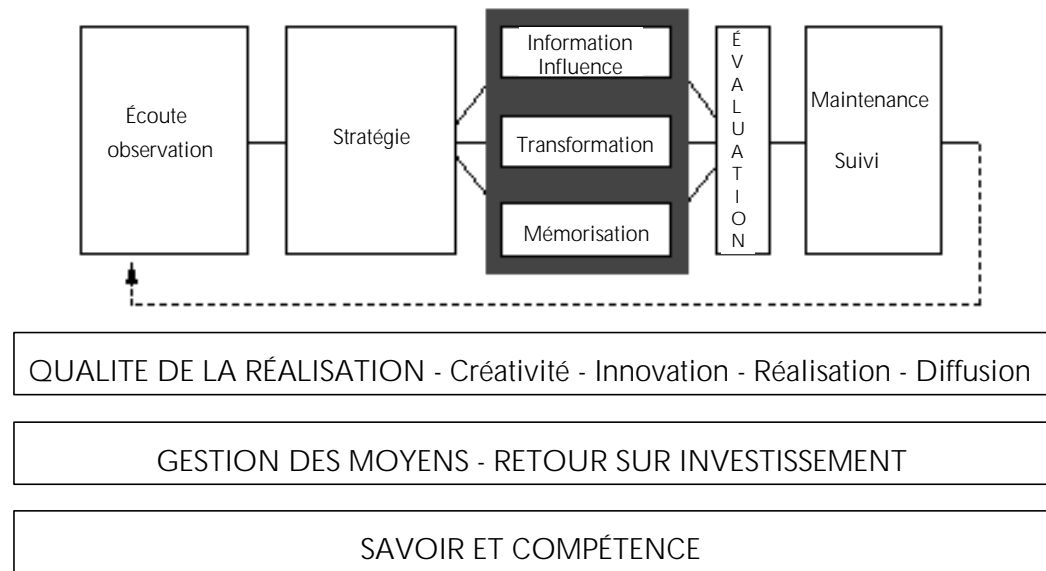 Écoute
observation
Stratégie
Information
Influence
Transformation
Mémorisation
ÉVALUATION
Maintenance
Suivi
QUALITE DE LA RÉALISATION - Créativité - Innovation - Réalisation - Diffusion
GESTION DES MOYENS - RETOUR SUR INVESTISSEMENT
SAVOIR ET COMPÉTENCE